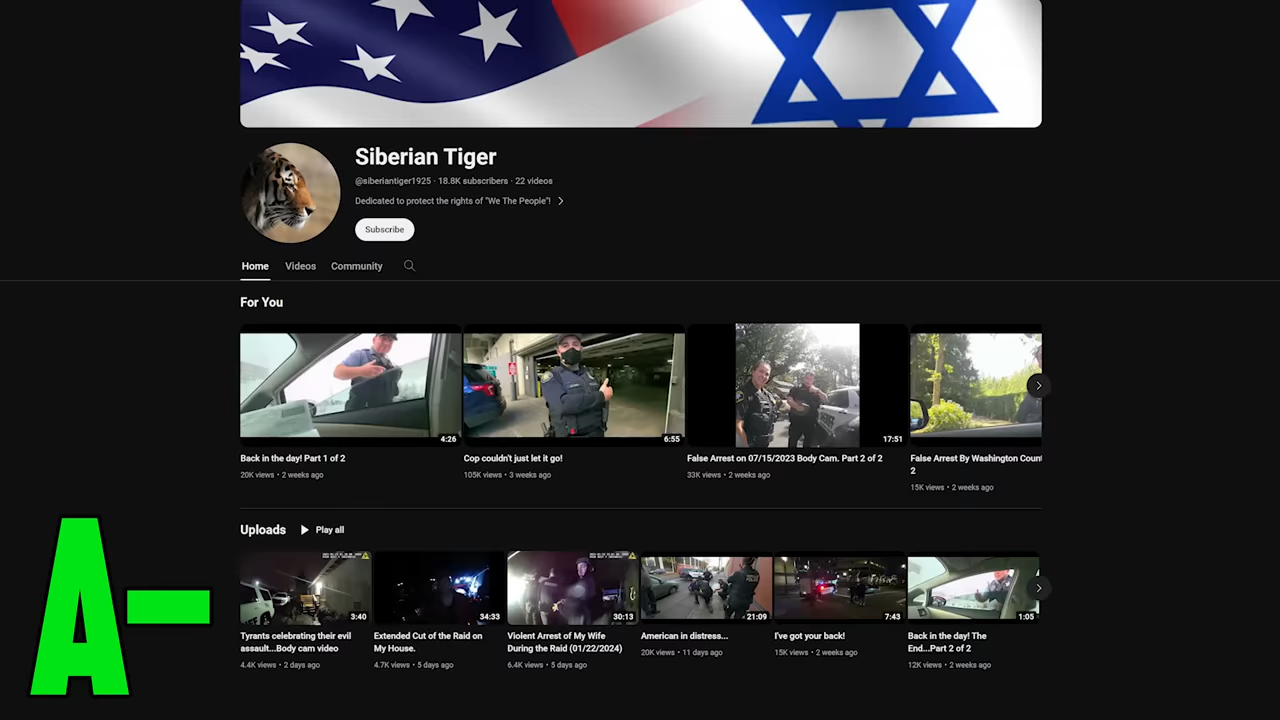 Siberian Tiger
@siberiantiger1925 · 18.8K subscribers · 22 videos
Dedicated to protect the rights of "We The People"!
Subscribe
Home Videos Community
For You
4:26
6:55
17:51
Back in the day! Part 1 of 2
20K views · 2 weeks ago
Cop couldn't just let it go!
105K views · 3 weeks ago
False Arrest on 07/15/2023 Body Cam. Part 2 of 2
33K views · 2 weeks ago
False Arrest By Washington Count
2
15K views · 2 weeks ago
Uploads Play all
3:40
34:33
30:13
21:09
7:43
1:05
Tyrants celebrating their evil
assault...Body cam video
4.4K views · 2 days ago
Extended Cut of the Raid on
My House.
4.7K views · 5 days ago
Violent Arrest of My Wife
During the Raid (01/22/2024)
6.4K views · 5 days ago
American in distress...
20K views · 11 days ago
I've got your back!
15K views · 2 weeks ago
Back in the day! The
End...Part 2 of 2
12K views · 2 weeks ago
A-